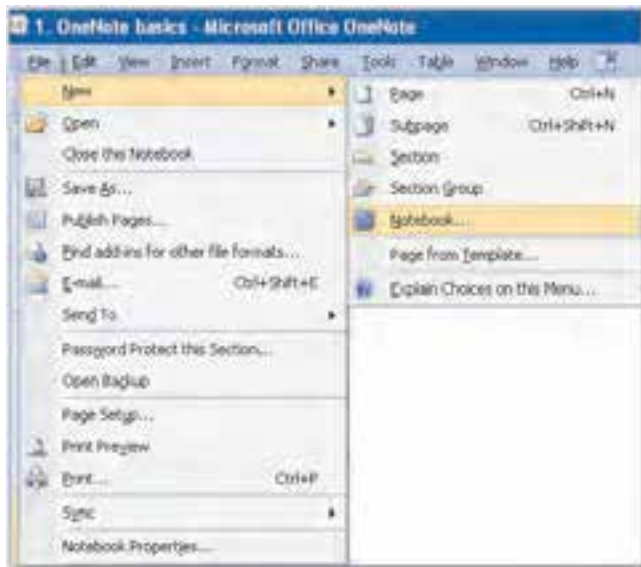 1. OneNote basics - Microsoft Office OneNote
File Edit View Insert Format Share Tools Table Window Help
New
Open
Close this Notebook
Save As...
Publish Pages...
Find add-ins for other file formats...
E-mail... Ctrl+Shift+E
Send To
Password Protect this Section...
Open Backup
Page Setup...
Print Preview
Print... Ctrl+P
Sync
Notebook Properties...
Page Ctrl+N
Subpage Ctrl+Shift+N
Section
Section Group
Notebook...
Page from Template...
Explain Choices on this Menu...